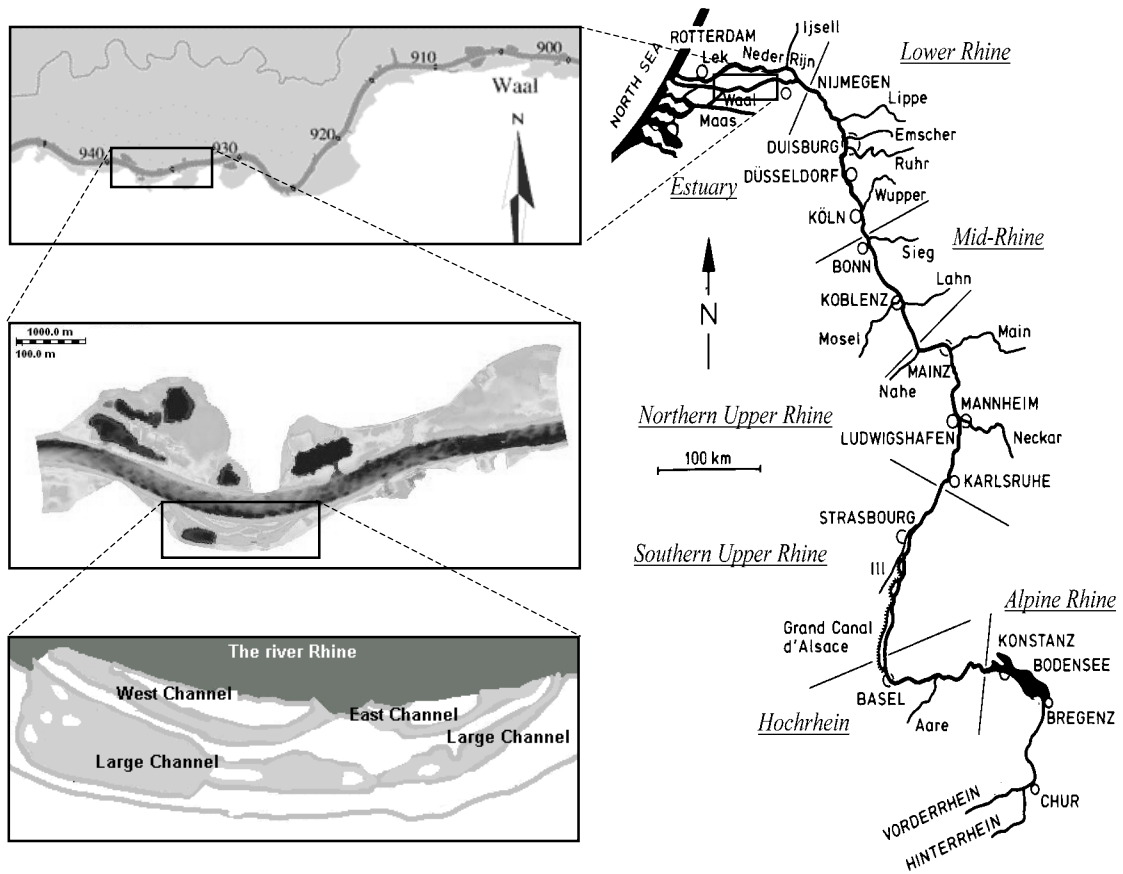 940
930
920
910
900
Waal
N
1000.0 m
100.0 m
The river Rhine
West Channel
East Channel
Large Channel
Large Channel
ROTTERDAM
Ijsell
Lek
Neder Rijn
Lower Rhine
NORTH SEA
NIJMEGEN
Waal
Maas
Lippe
Emscher
DUISBURG
Ruhr
Estuary
DÜSSELDORF
Wupper
KÖLN
Mid-Rhine
Sieg
BONN
Lahn
KOBLENZ
N
Mosel
Main
MAINZ
Nahe
Northern Upper Rhine
MANNHEIM
LUDWIGSHAFEN
Neckar
100 km
KARLSRUHE
STRASBOURG
Southern Upper Rhine
Ill
Alpine Rhine
Grand Canal
d'Alsace
KONSTANZ
BODENSEE
BASEL
BREGENZ
Hochrhein
Aare
CHUR
VORDERRHEIN
HINTERRHEIN